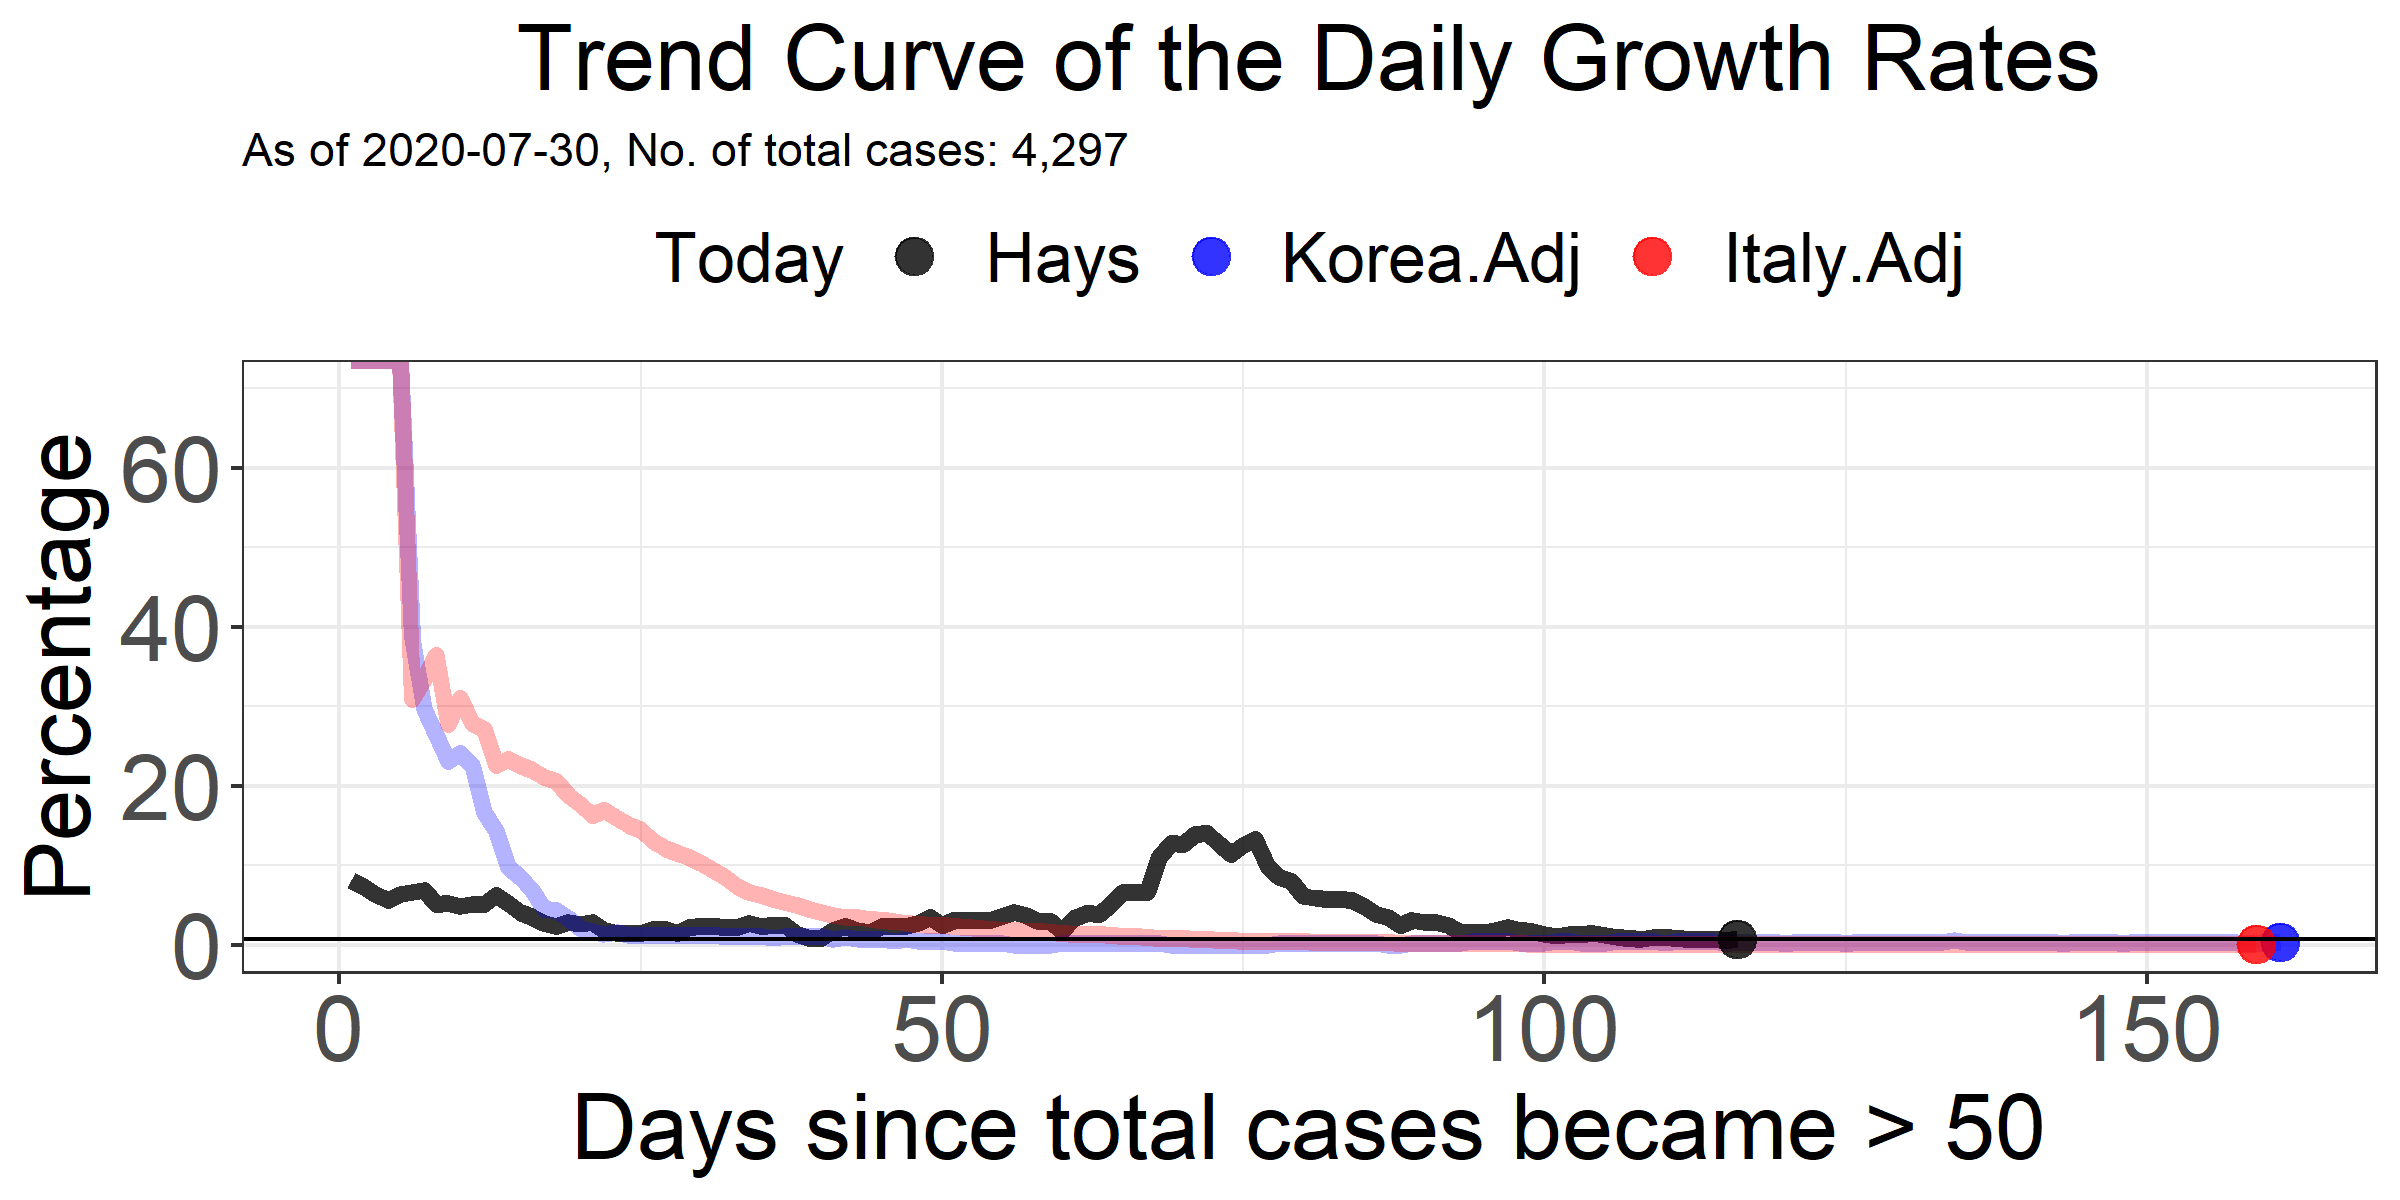 Trend Curve of the Daily Growth Rates
As of 2020-07-30, No. of total cases: 4,297
Today Hays Korea.Adj Italy.Adj
Percentage
60
40
20
0
0 50 100 150
Days since total cases became > 50